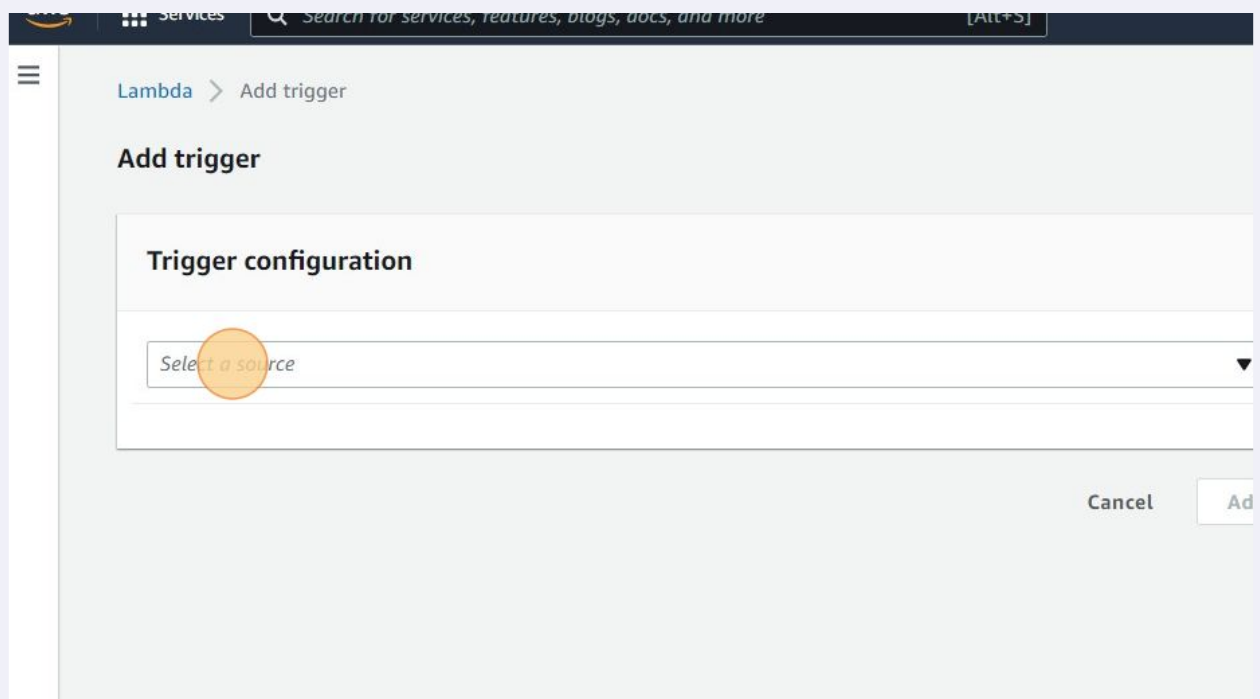 Services Search for services, features, blogs, docs, and more [Alt+S]
Lambda > Add trigger
Add trigger
Trigger configuration
Select a source
Cancel Ad